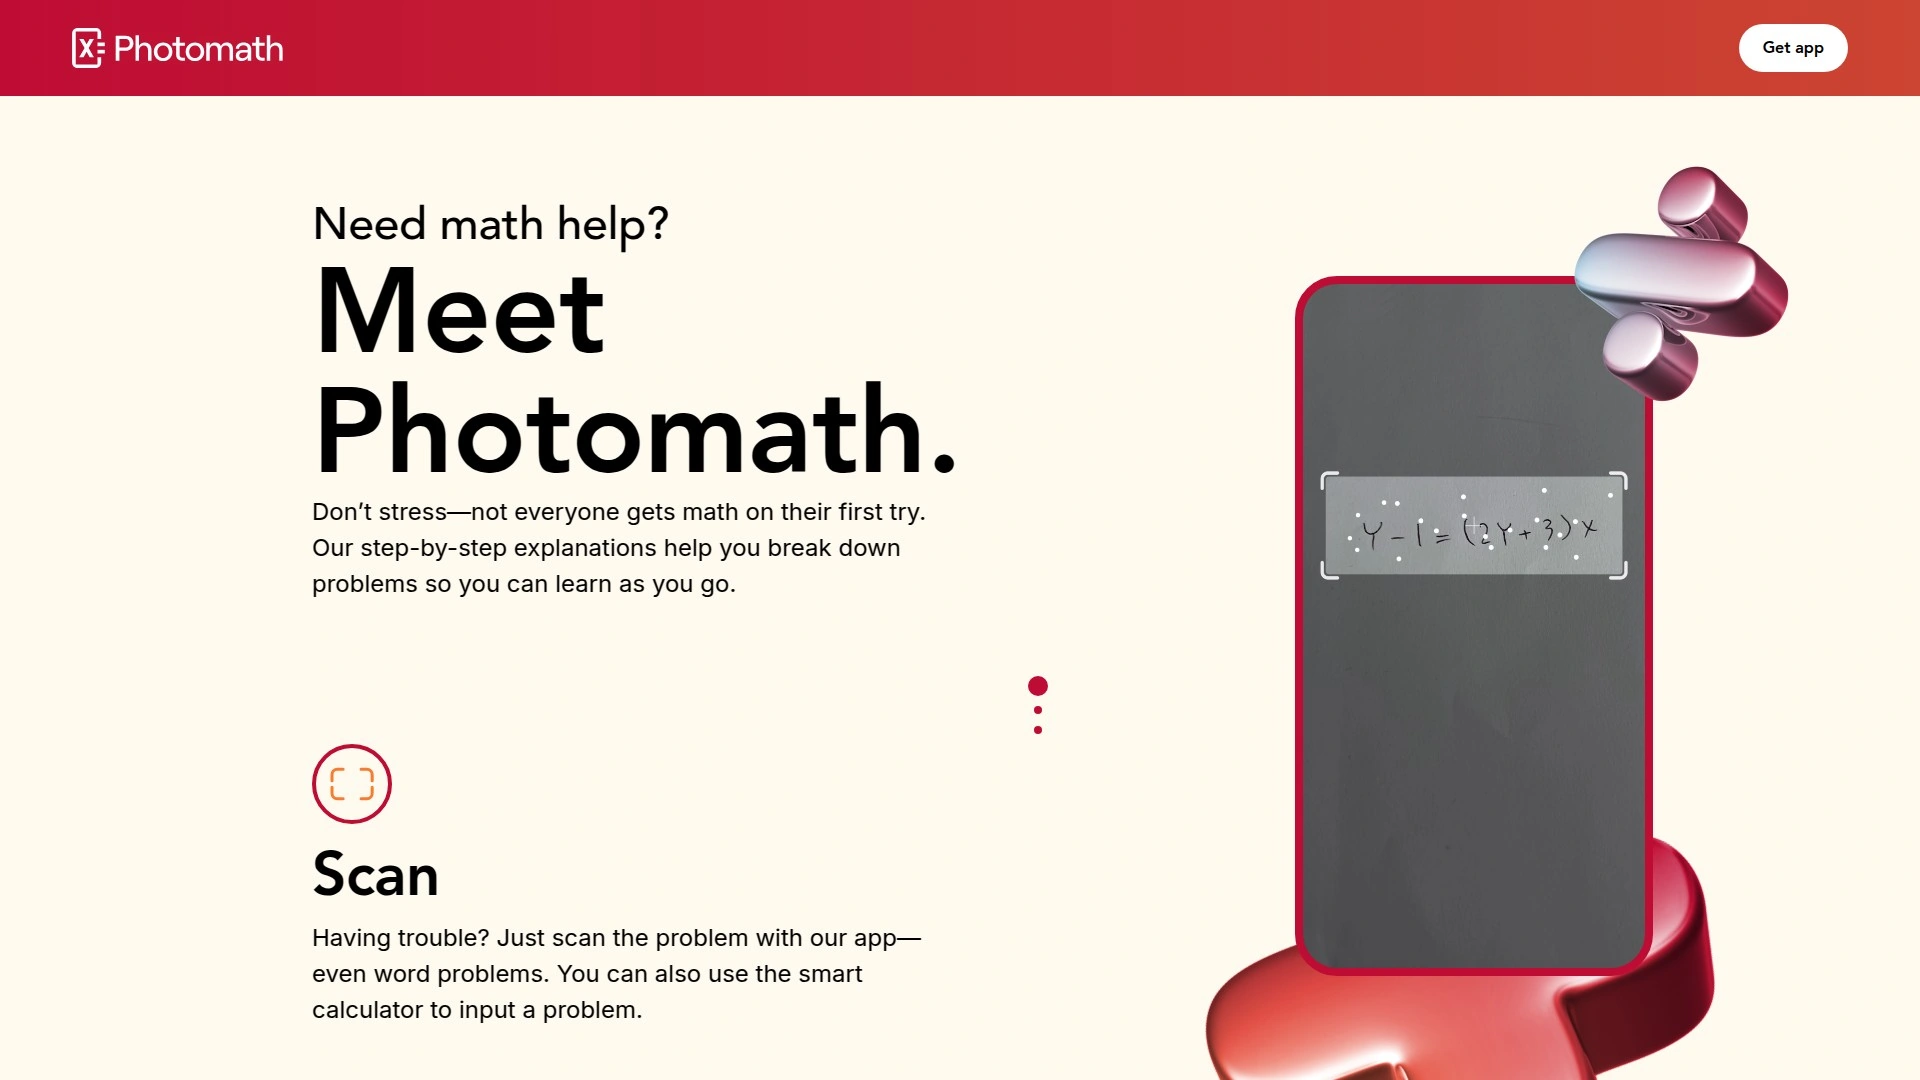 Photomath
Get app
Need math help?
Meet
Photomath.
Don’t stress—not everyone gets math on their first try.
Our step-by-step explanations help you break down
problems so you can learn as you go.
Y - 1 = (2Y + 3) X
Scan
Having trouble? Just scan the problem with our app—
even word problems. You can also use the smart
calculator to input a problem.